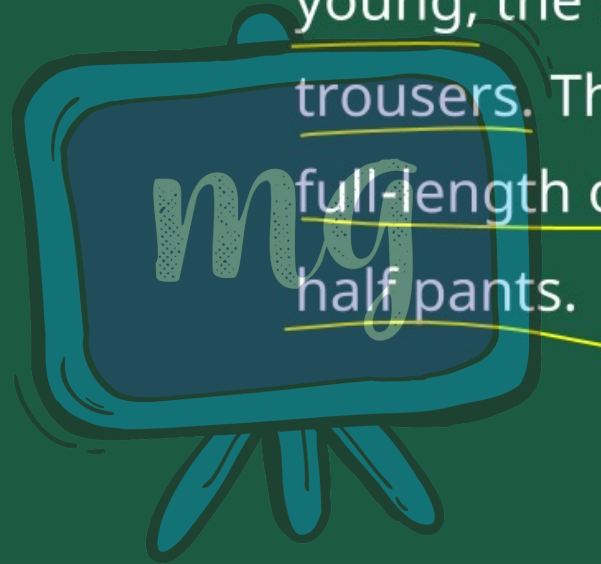 young, the
trousers. Th
full-length
half pants.
mg